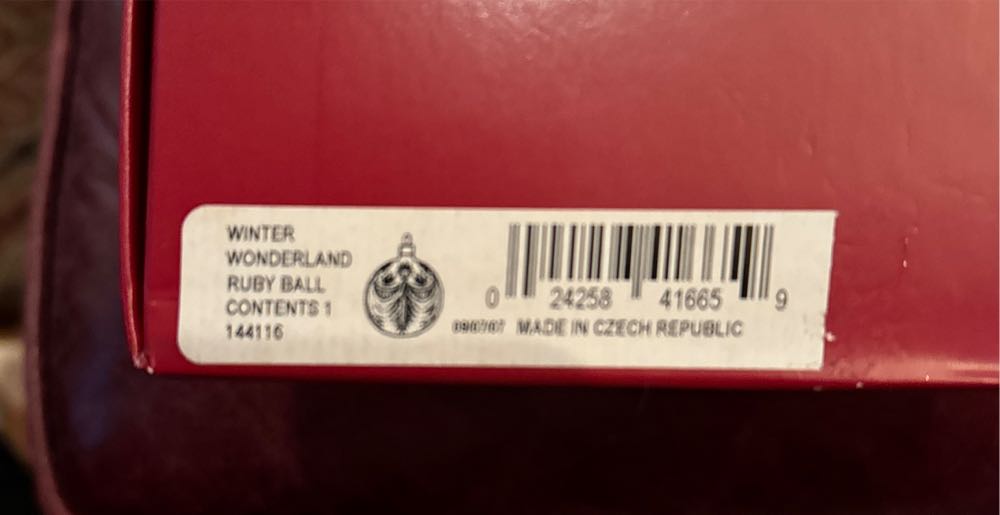 WINTER
WONDERLAND
RUBY BALL
CONTENTS 1
144116
0 24258 41665 9
MADE IN CZECH REPUBLIC